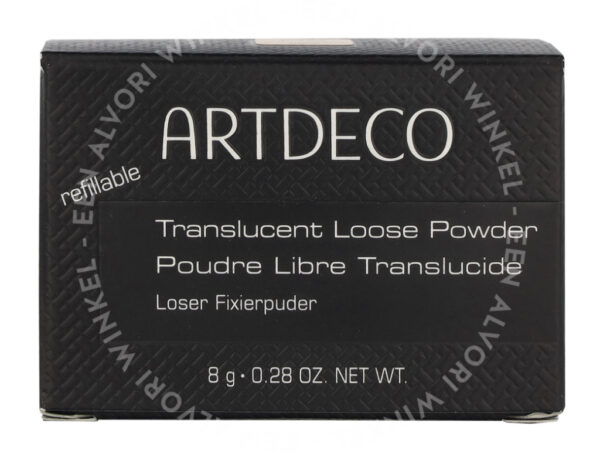 ARTDECO
refillable
Translucent Loose Powder
Poudre Libre Translucide
Loser Fixierpuder
8 g • 0.28 OZ. NET WT.
EEN ALVORI WINKEL - EEN ALVORI WINKEL -